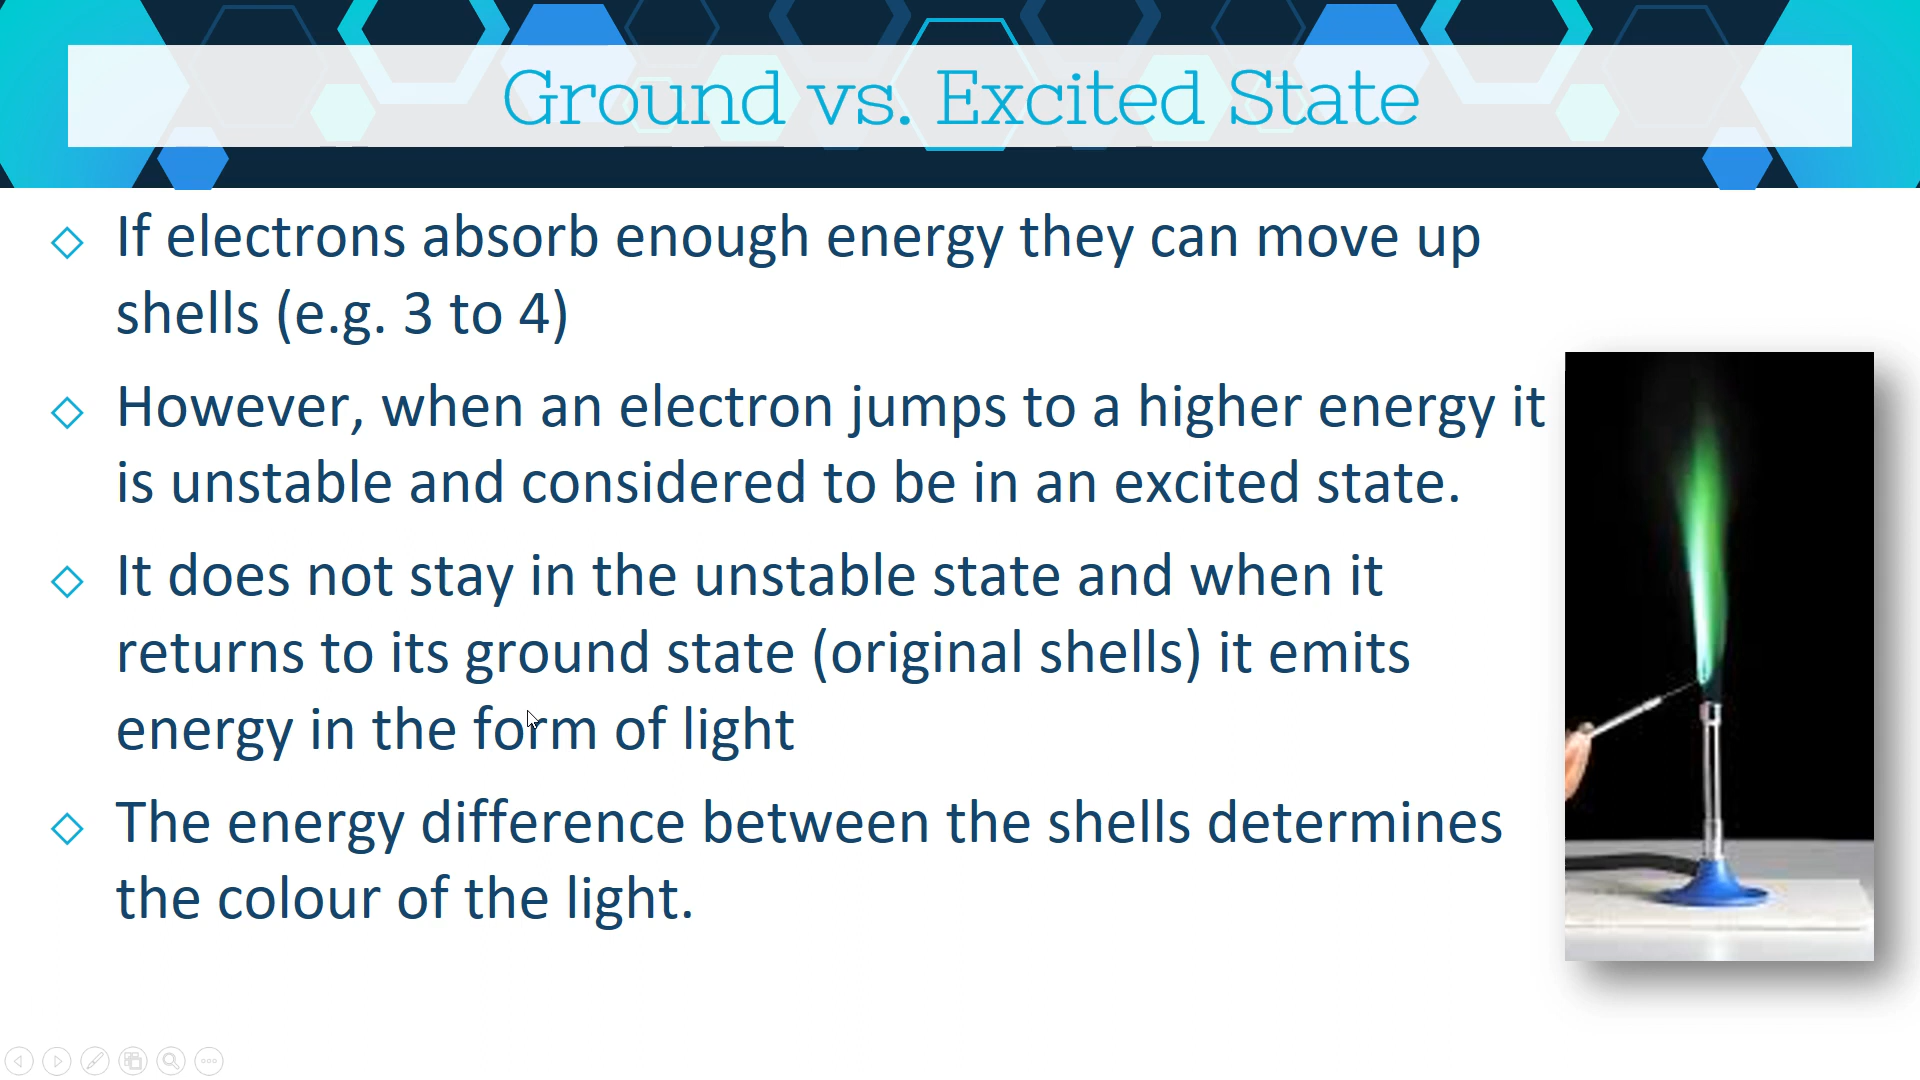 Ground vs. Excited State
If electrons absorb enough energy they can move up
shells (e.g. 3 to 4)
However, when an electron jumps to a higher energy it
is unstable and considered to be in an excited state.
It does not stay in the unstable state and when it
returns to its ground state (original shells) it emits
energy in the form of light
The energy difference between the shells determines
the colour of the light.